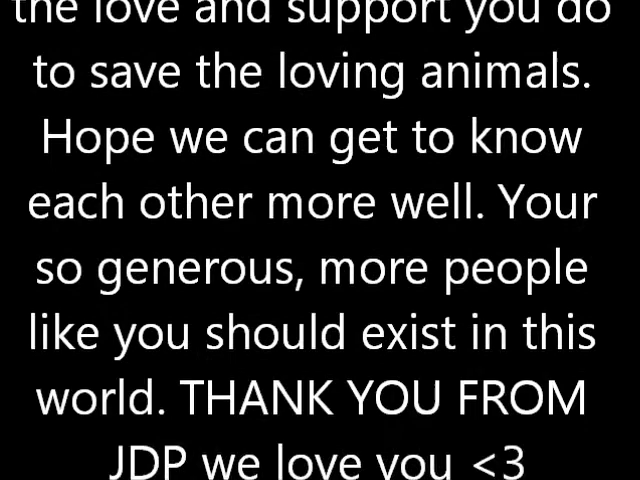 the love and support you do
to save the loving animals.
Hope we can get to know
each other more well. Your
so generous, more people
like you should exist in this
world. THANK YOU FROM
JDP we love you <3